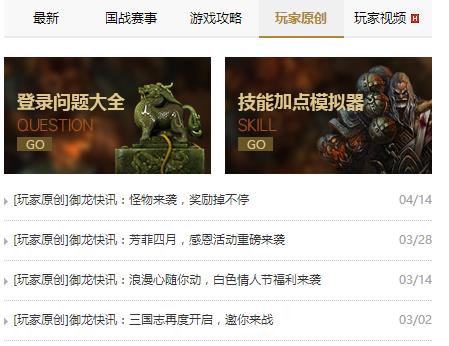 最新 国战赛事 游戏攻略 玩家原创 玩家视频 H
登录问题大全
QUESTION
GO
技能加点模拟器
SKILL
GO
[玩家原创]御龙快讯：怪物来袭，奖励掉不停 04/14
[玩家原创]御龙快讯：芳菲四月，感恩活动重磅来袭 03/28
[玩家原创]御龙快讯：浪漫心随你动，白色情人节福利来袭 03/14
[玩家原创]御龙快讯：三国志再度开启，邀你来战 03/02